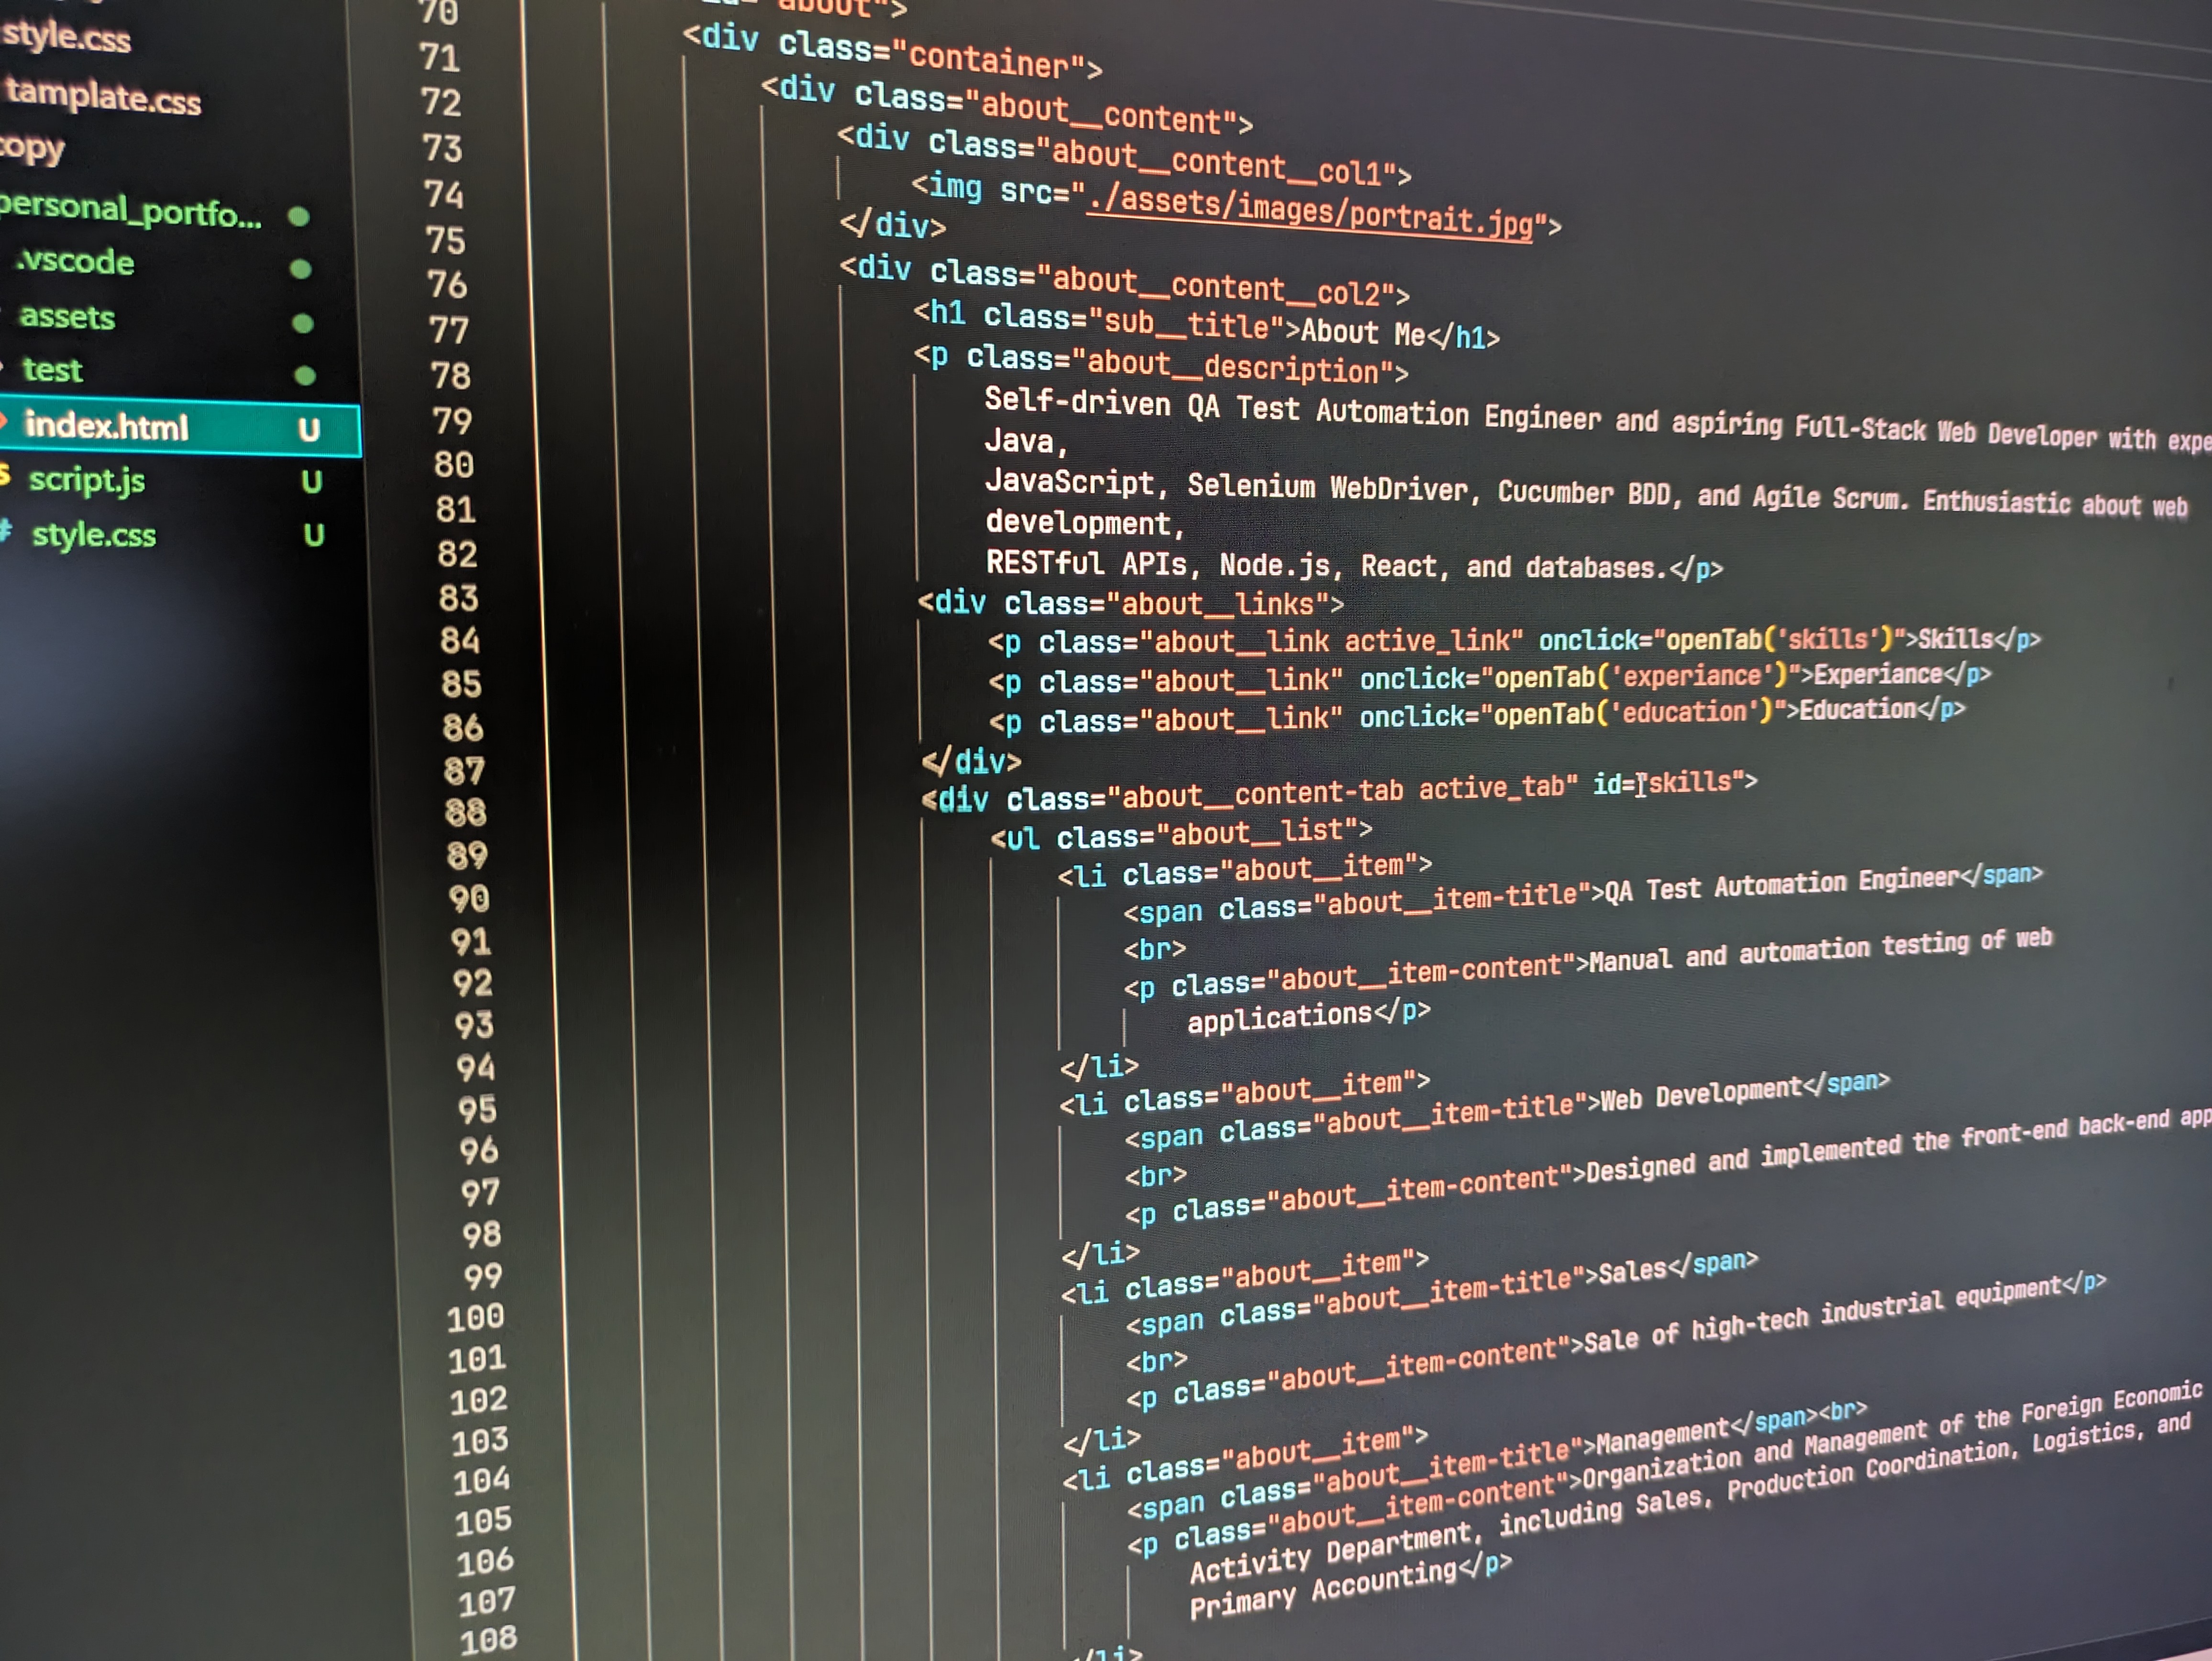 style.css
tamplate.css
copy
personal_portfo...
.vscode
assets
test
index.html U
script.js U
style.css U
70
71
72
73
74
75
76
77
78
79
80
81
82
83
84
85
86
87
88
89
90
91
92
93
94
95
96
97
98
99
100
101
102
103
104
105
106
107
108
"about">
<div class="container">
<div class="about__content">
<div class="about__content__col1">
<img src="./assets/images/portrait.jpg">
</div>
<div class="about__content__col2">
<h1 class="sub__title">About Me</h1>
<p class="about__description">
Self-driven QA Test Automation Engineer and aspiring Full-Stack Web Developer with expe
Java,
JavaScript, Selenium WebDriver, Cucumber BDD, and Agile Scrum. Enthusiastic about web
development,
RESTful APIs, Node.js, React, and databases.</p>
<div class="about__links">
<p class="about__link active_link" onclick="openTab('skills')">Skills</p>
<p class="about__link" onclick="openTab('experiance')">Experiance</p>
<p class="about__link" onclick="openTab('education')">Education</p>
</div>
<div class="about__content-tab active_tab" id="skills">
<ul class="about__list">
<li class="about__item">
<span class="about__item-title">QA Test Automation Engineer</span>
<br>
<p class="about__item-content">Manual and automation testing of web
applications</p>
</li>
<li class="about__item">
<span class="about__item-title">Web Development</span>
<br>
<p class="about__item-content">Designed and implemented the front-end back-end app
</li>
<li class="about__item">
<span class="about__item-title">Sales</span>
<br>
<p class="about__item-content">Sale of high-tech industrial equipment</p>
</li>
<li class="about__item">
<span class="about__item-title">Management</span><br>
<p class="about__item-content">Organization and Management of the Foreign Economic
Activity Department, including Sales, Production Coordination, Logistics, and
Primary Accounting</p>
</li>